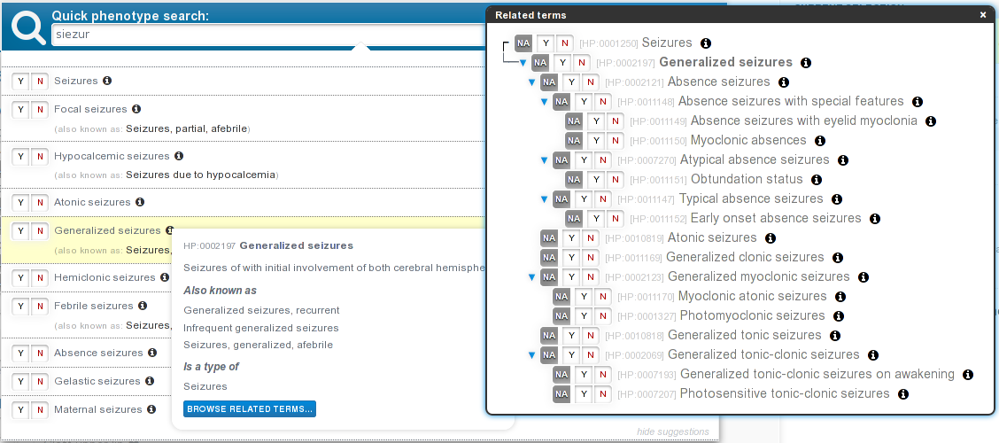 Quick phenotype search:
siezur
Y N Seizures
Y N Focal seizures
(also known as: Seizures, partial, afebrile)
Y N Hypocalcemic seizures
(also known as: Seizures due to hypocalcemia)
Y N Atonic seizures
Y N Generalized seizures
(also known as: Seizures,
Y N Hemiclonic seizures
Y N Febrile seizures
(also known as: Seizures,
Y N Absence seizures
Y N Gelastic seizures
Y N Maternal seizures
HP:0002197 Generalized seizures
Seizures of with initial involvement of both cerebral hemisphe
Also known as
Generalized seizures, recurrent
Infrequent generalized seizures
Seizures, generalized, afebrile
Is a type of
Seizures
BROWSE RELATED TERMS...
hide suggestions
Related terms ×
NA Y N [HP:0001250] Seizures
NA Y N [HP:0002197] Generalized seizures
NA Y N [HP:0002121] Absence seizures
NA Y N [HP:0011148] Absence seizures with special features
NA Y N [HP:0011149] Absence seizures with eyelid myoclonia
NA Y N [HP:0011150] Myoclonic absences
NA Y N [HP:0007270] Atypical absence seizures
NA Y N [HP:0011151] Obtundation status
NA Y N [HP:0011147] Typical absence seizures
NA Y N [HP:0011152] Early onset absence seizures
NA Y N [HP:0010819] Atonic seizures
NA Y N [HP:0011169] Generalized clonic seizures
NA Y N [HP:0002123] Generalized myoclonic seizures
NA Y N [HP:0011170] Myoclonic atonic seizures
NA Y N [HP:0001327] Photomyoclonic seizures
NA Y N [HP:0010818] Generalized tonic seizures
NA Y N [HP:0002069] Generalized tonic-clonic seizures
NA Y N [HP:0007193] Generalized tonic-clonic seizures on awakening
NA Y N [HP:0007207] Photosensitive tonic-clonic seizures